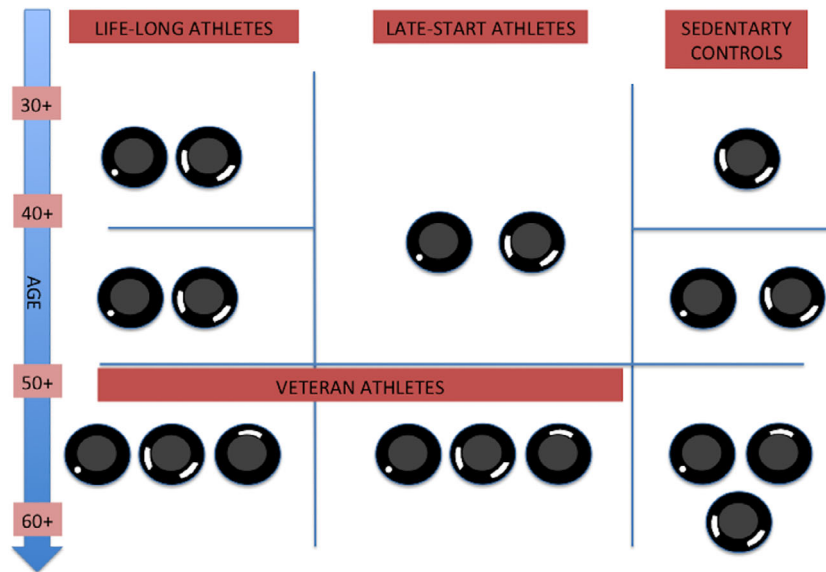 LIFE-LONG ATHLETES
LATE-START ATHLETES
SEDENTARTY
CONTROLS
30+
40+
AGE
50+
VETERAN ATHLETES
60+